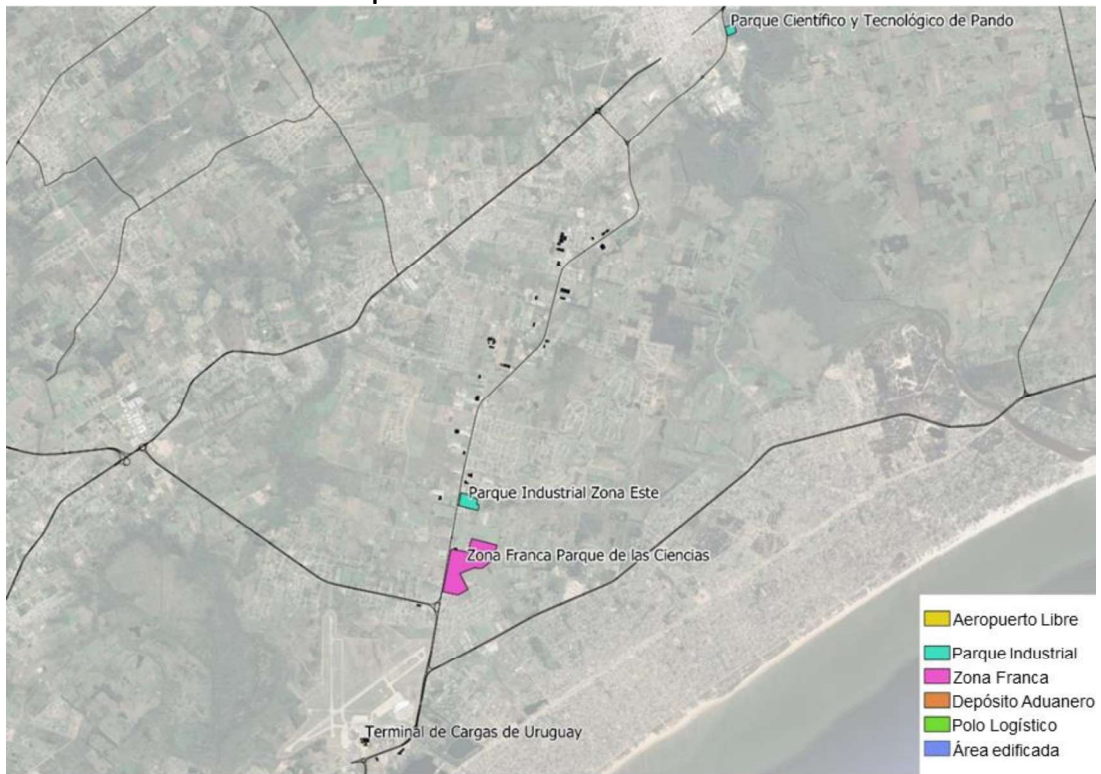 Parque Científico y Tecnológico de Pando
Parque Industrial Zona Este
Zona Franca Parque de las Ciencias
Terminal de Cargas de Uruguay
Aeropuerto Libre
Parque Industrial
Zona Franca
Depósito Aduanero
Polo Logístico
Área edificada